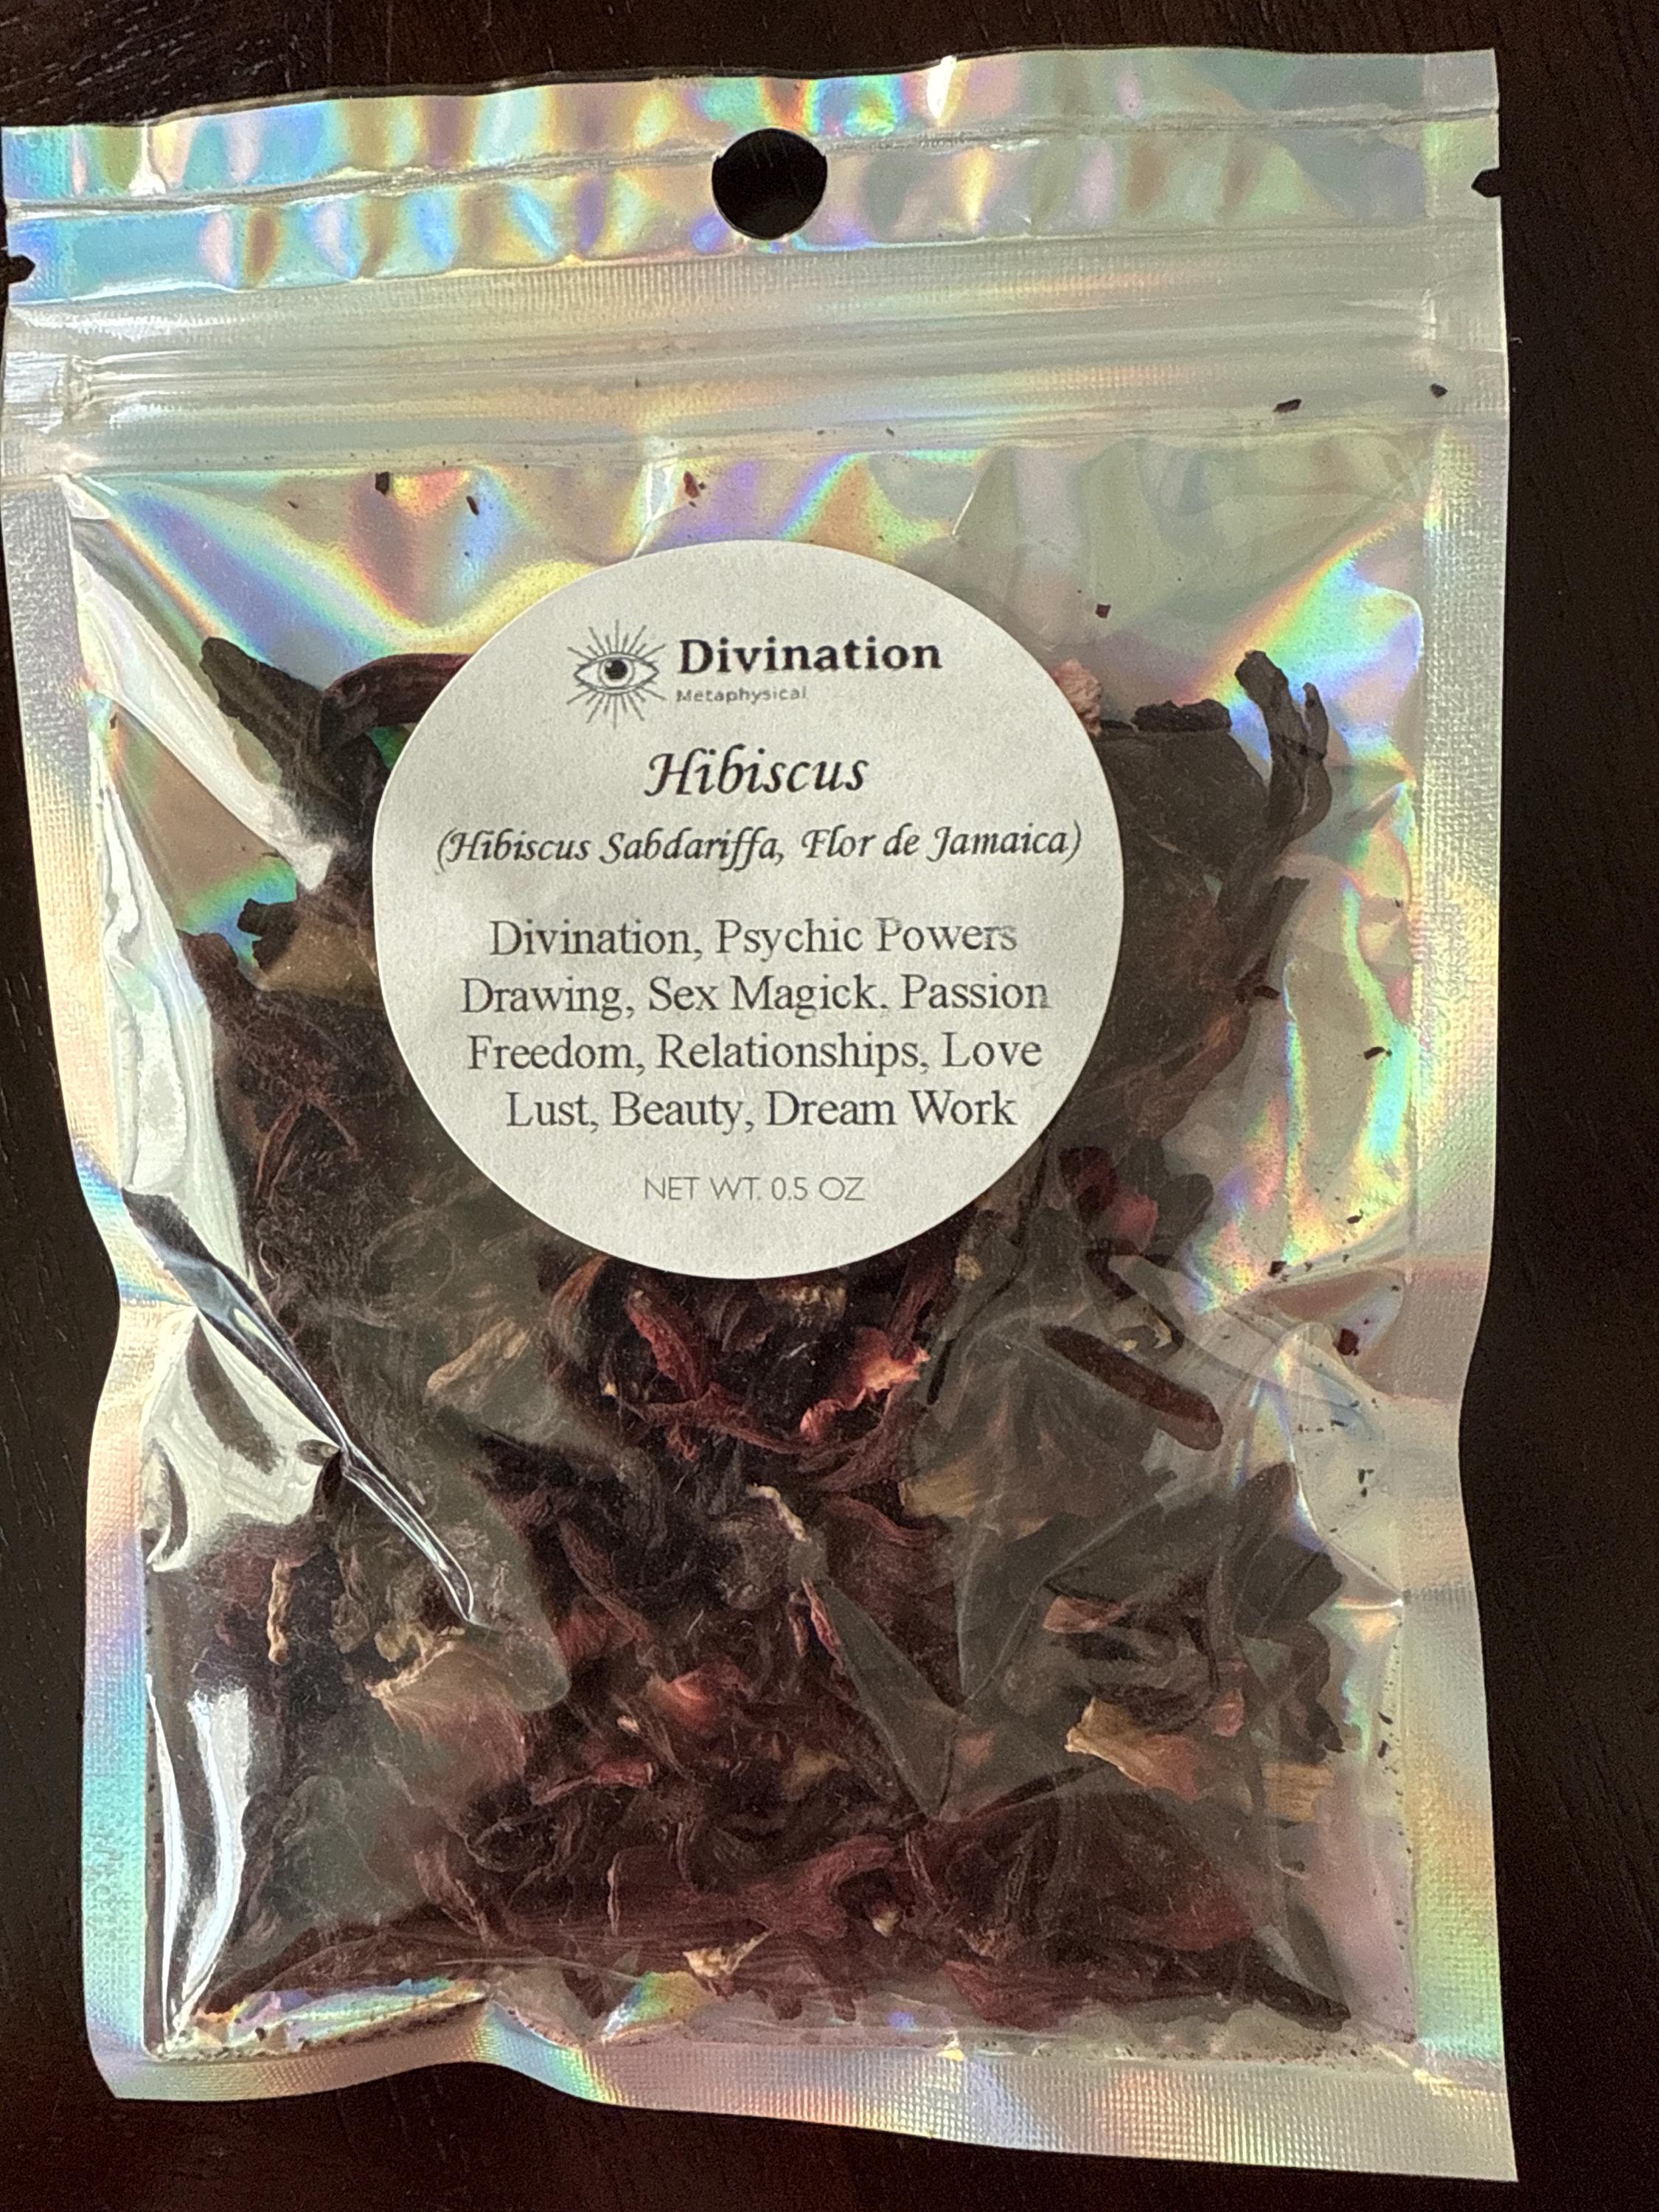 Divination
Metaphysical
Hibiscus
(Hibiscus Sabdariffa, Flor de Jamaica)
Divination, Psychic Powers
Drawing, Sex Magick, Passion
Freedom, Relationships, Love
Lust, Beauty, Dream Work
NET WT. 0.5 OZ